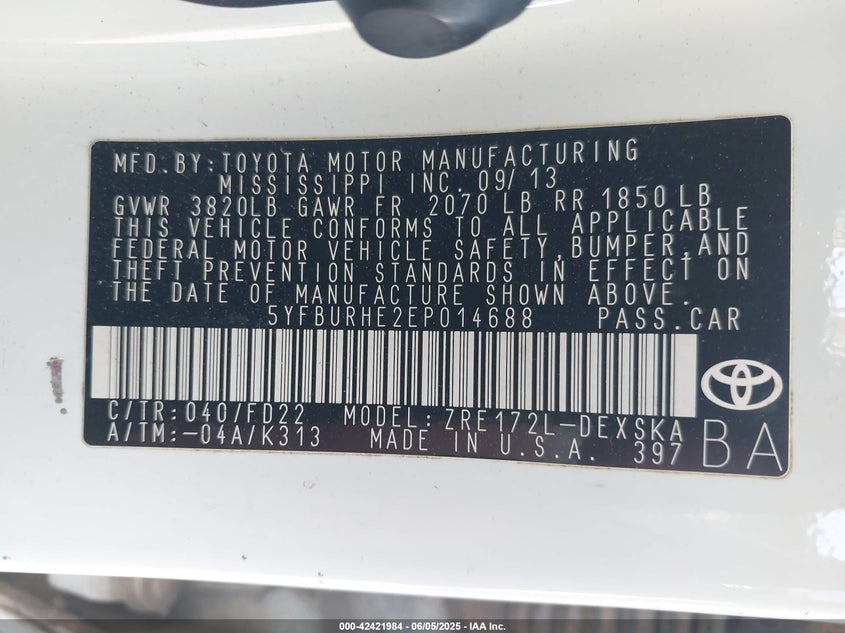 MFD.BY:TOYOTA MOTOR MANUFACTURING
MISSISSIPPI INC. 09/13
GVWR 3820LB GAWR FR 2070 LB RR 1850 LB
THIS VEHICLE CONFORMS TO ALL APPLICABLE
FEDERAL MOTOR VEHICLE SAFETY,BUMPER,AND
THEFT PREVENTION STANDARDS IN EFFECT ON
THE DATE OF MANUFACTURE SHOWN ABOVE.
5YFBURHE2EP014688 PASS.CAR
C/TR:040/FD22 MODEL:ZRE172L-DEXSKA
A/TM:-04A/K313 MADE IN U.S.A. 397 BA
000-42421984 / 06/05/2025 - IAA Inc.